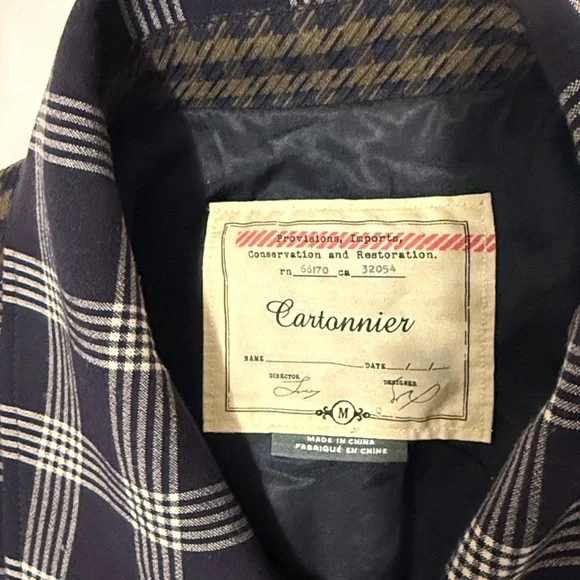 Provisions, Imports,
Conservation and Restoration.
rn 66170 ca 32054
Cartonnier
NAME DATE / /
DIRECTOR DESIGNER
M
MADE IN CHINA
FABRIQUÉ EN CHINE